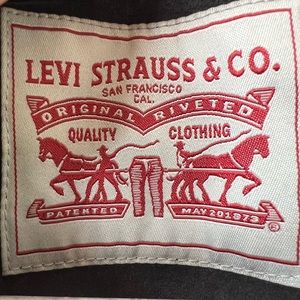 LEVI STRAUSS & CO.
SAN FRANCISCO
CAL.
ORIGINAL RIVETED
QUALITY CLOTHING
PATENTED MAY 20 1873
®